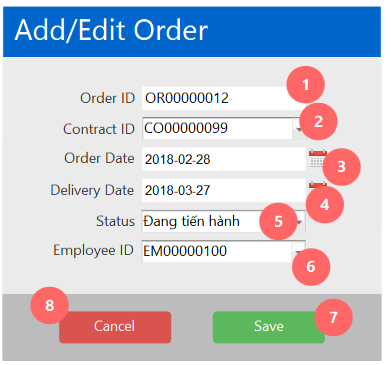 Add/Edit Order
Order ID OR00000012 1
Contract ID CO00000099 2
Order Date 2018-02-28 3
Delivery Date 2018-03-27 4
Status Đang tiến hành 5
Employee ID EM00000100 6
8 Cancel Save 7